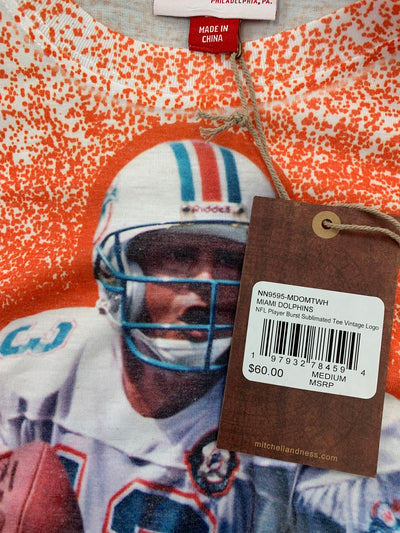 PHILADELPHIA, PA.
MADE IN
CHINA
Riddell
3
NN9595-MDOMTWH
MIAMI DOLPHINS
NFL Player Burst Sublimated Tee Vintage Logo
1 97932 78459 4
$60.00
MEDIUM
MSRP
mitchellandness.com